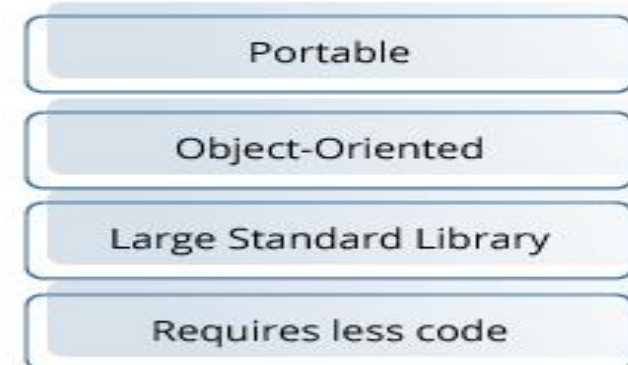 Portable
Object-Oriented
Large Standard Library
Requires less code